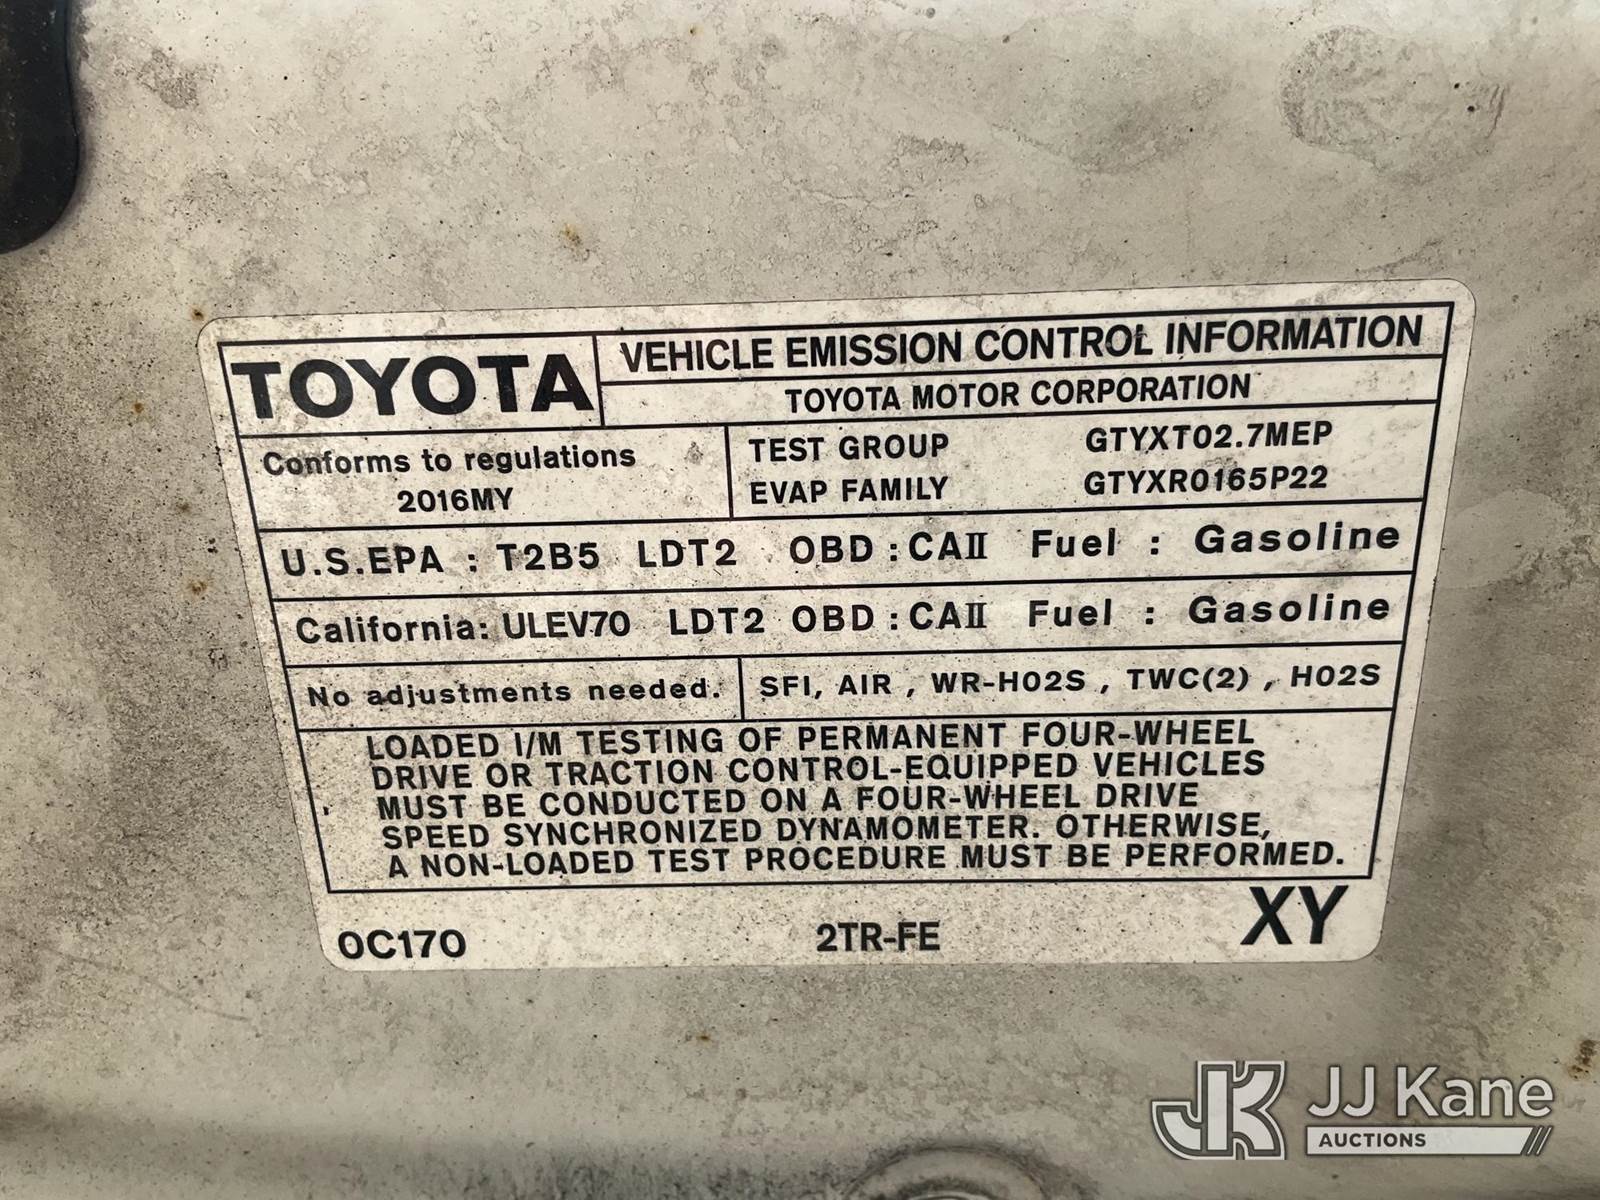 TOYOTA
VEHICLE EMISSION CONTROL INFORMATION
TOYOTA MOTOR CORPORATION
Conforms to regulations
2016MY
TEST GROUP GTYXT02.7MEP
EVAP FAMILY GTYXR0165P22
U.S.EPA : T2B5 LDT2 OBD : CAII Fuel : Gasoline
California: ULEV70 LDT2 OBD : CAII Fuel : Gasoline
No adjustments needed.
SFI, AIR , WR-HO2S , TWC(2) , HO2S
LOADED I/M TESTING OF PERMANENT FOUR-WHEEL
DRIVE OR TRACTION CONTROL-EQUIPPED VEHICLES
MUST BE CONDUCTED ON A FOUR-WHEEL DRIVE
SPEED SYNCHRONIZED DYNAMOMETER. OTHERWISE,
A NON-LOADED TEST PROCEDURE MUST BE PERFORMED.
0C170 2TR-FE XY
JK JJ Kane
AUCTIONS